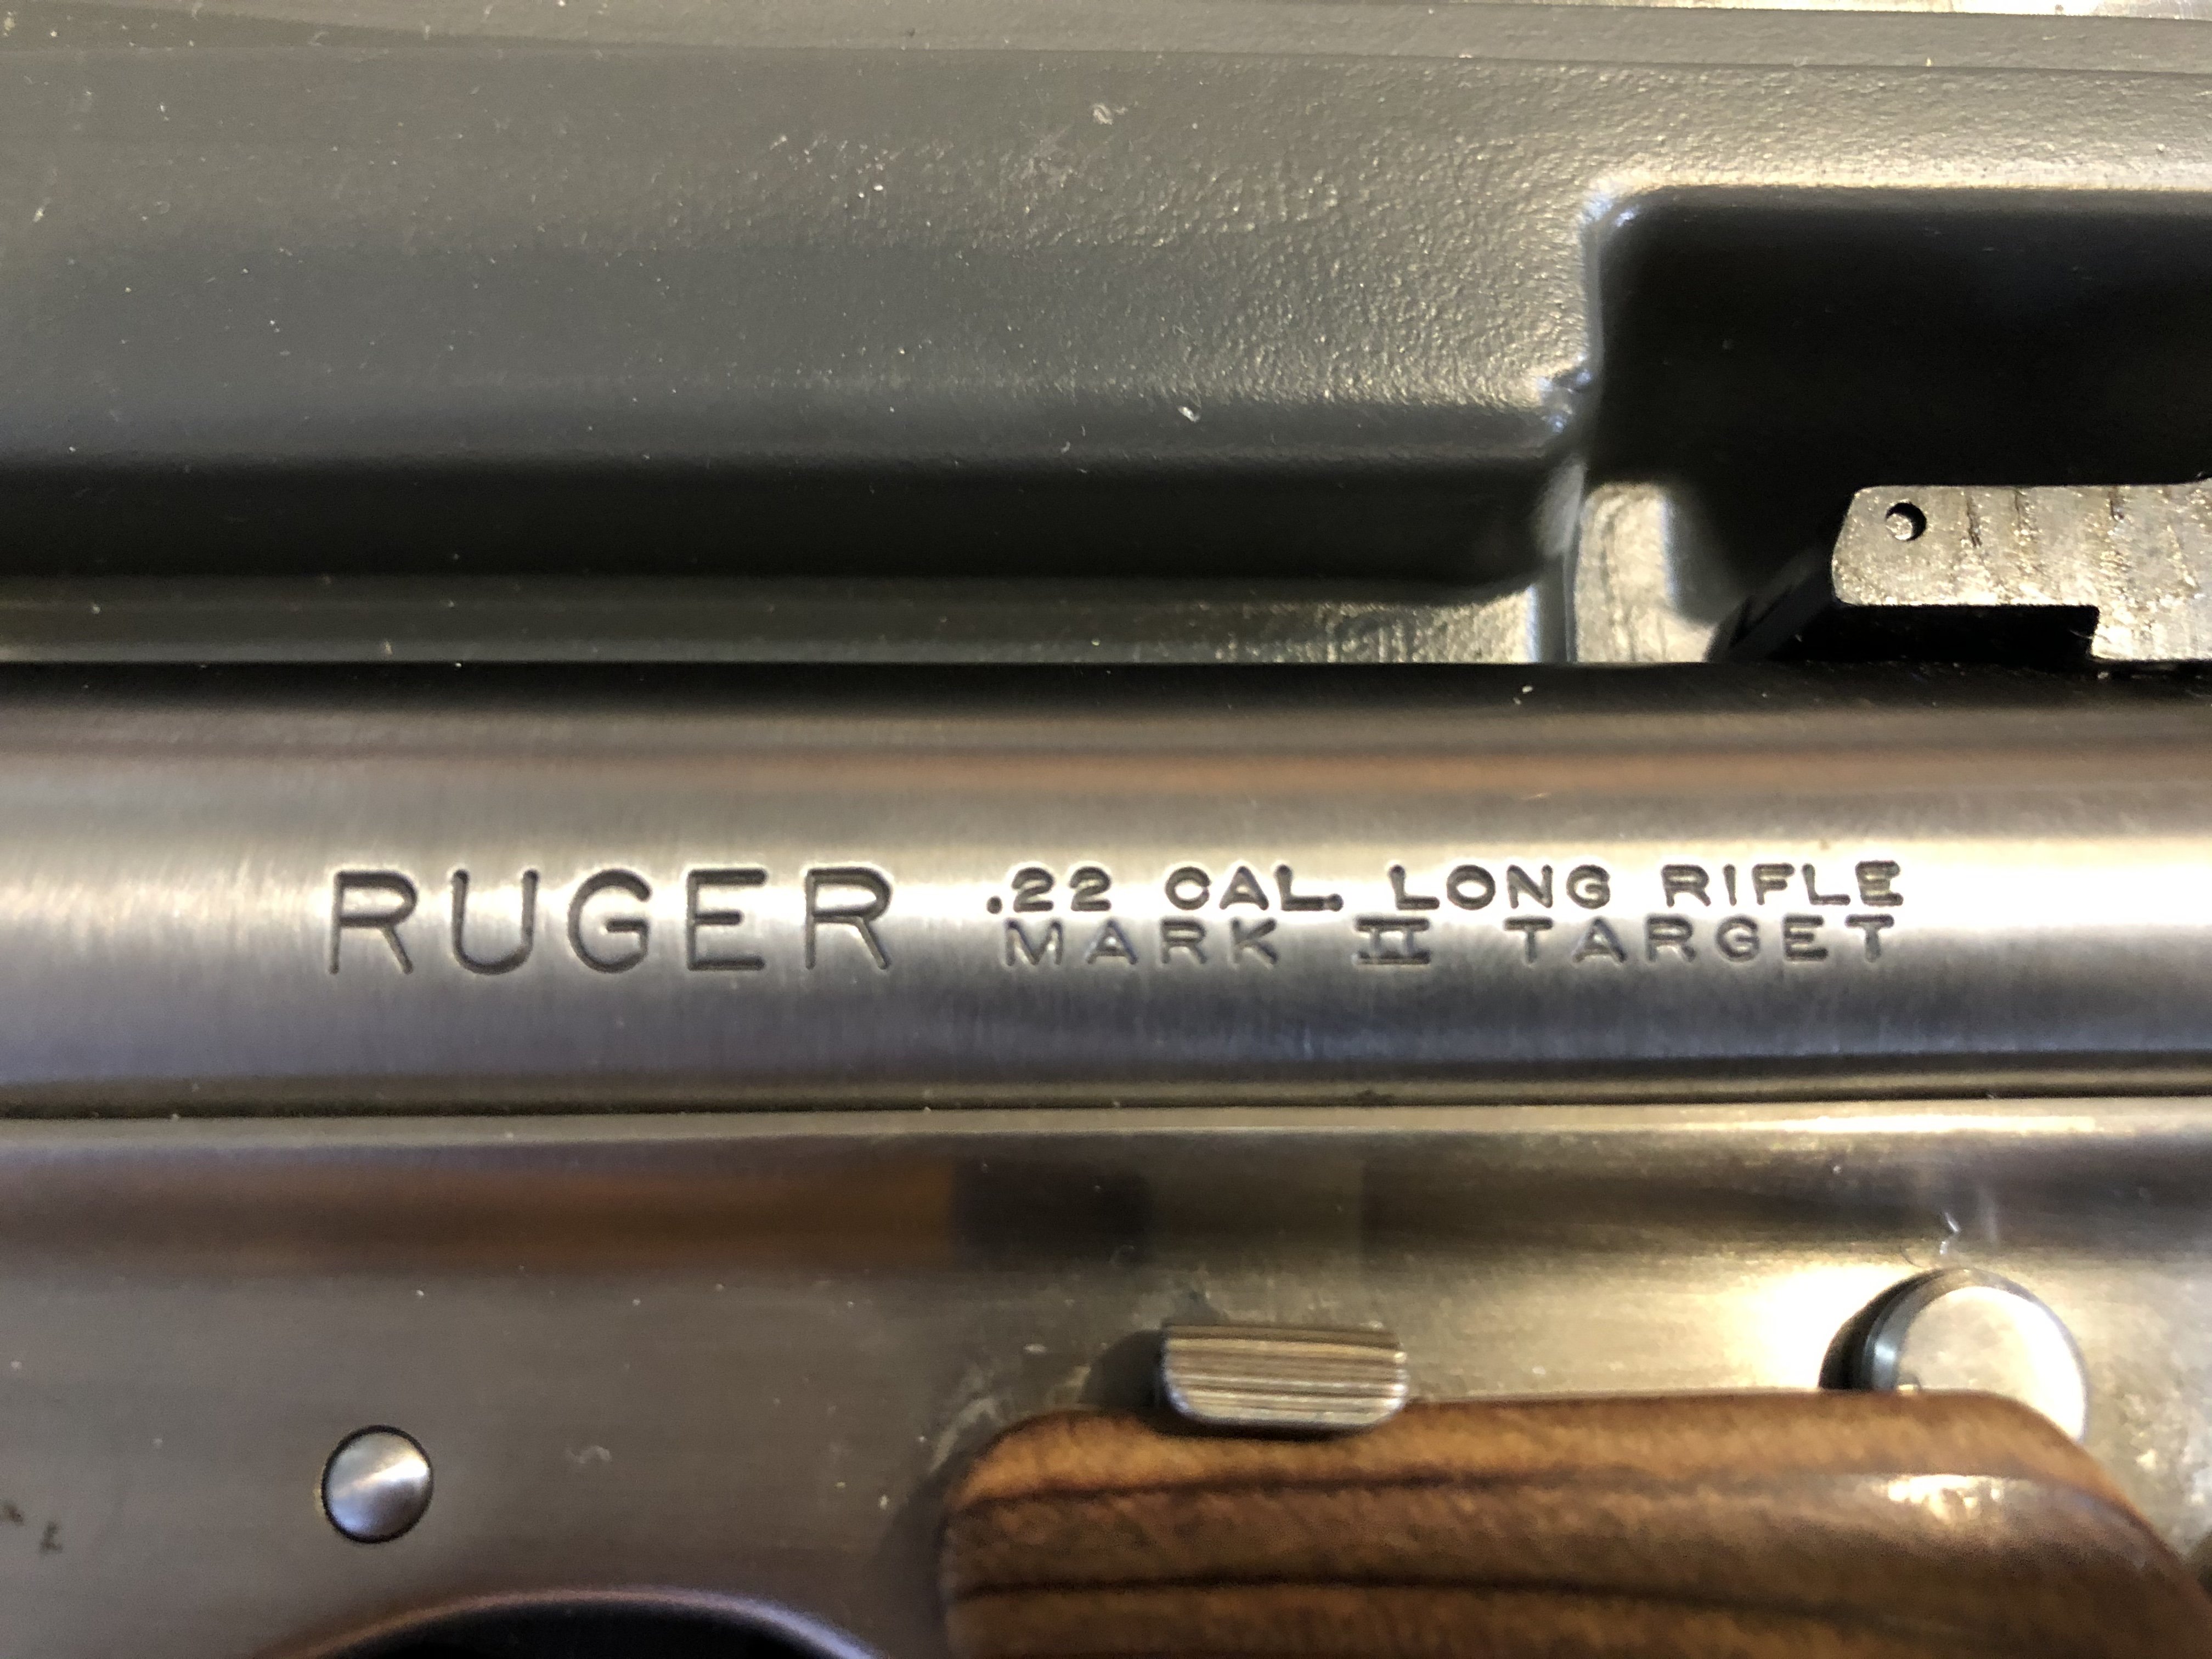 RUGER
.22 CAL. LONG RIFLE
MARK II TARGET